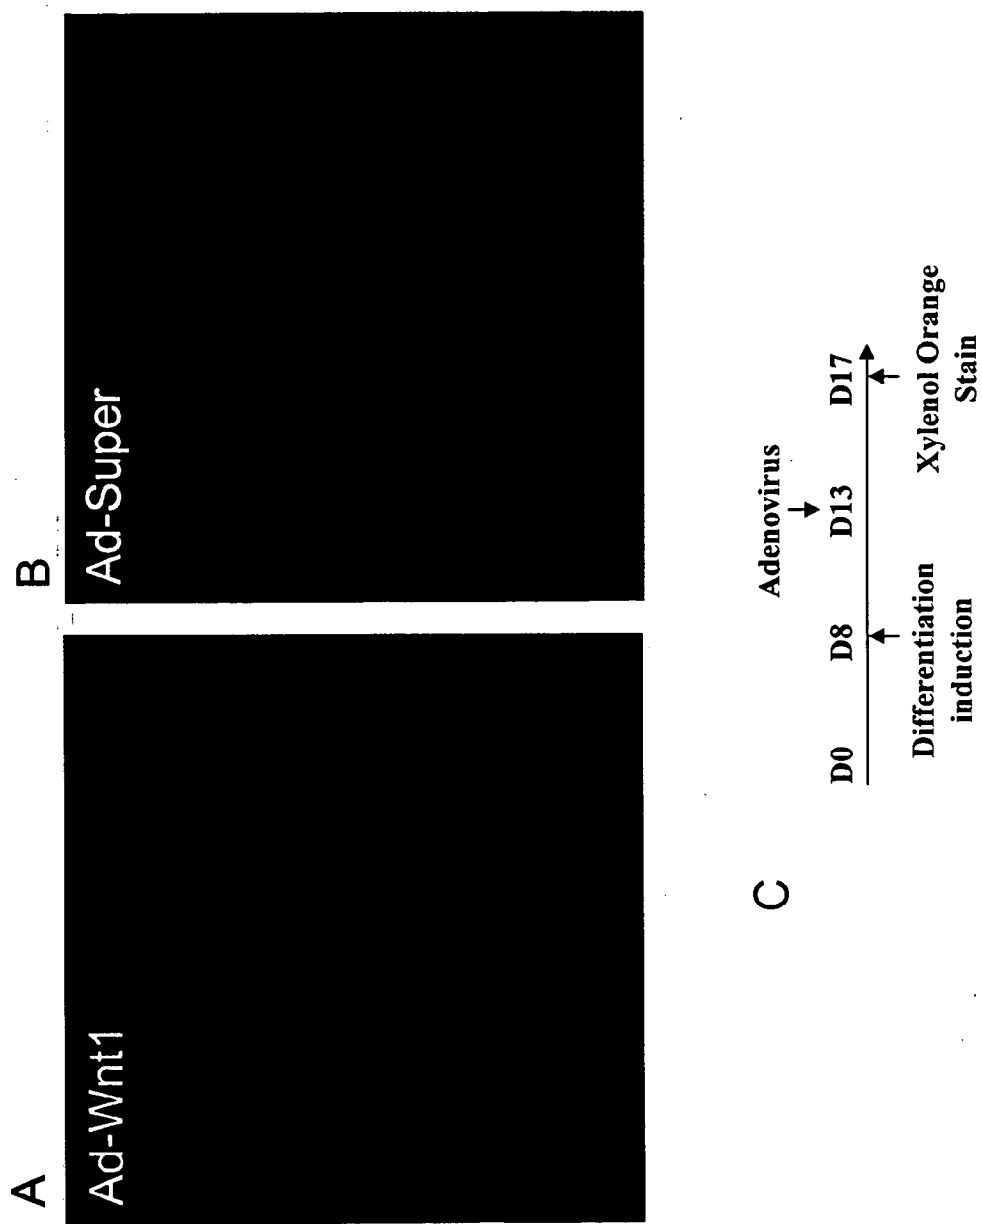 A
Ad-Wnt1
B
Ad-Super
C
Adenovirus
D0 D8 D13 D17
Differentiation
induction
Xylenol Orange
Stain